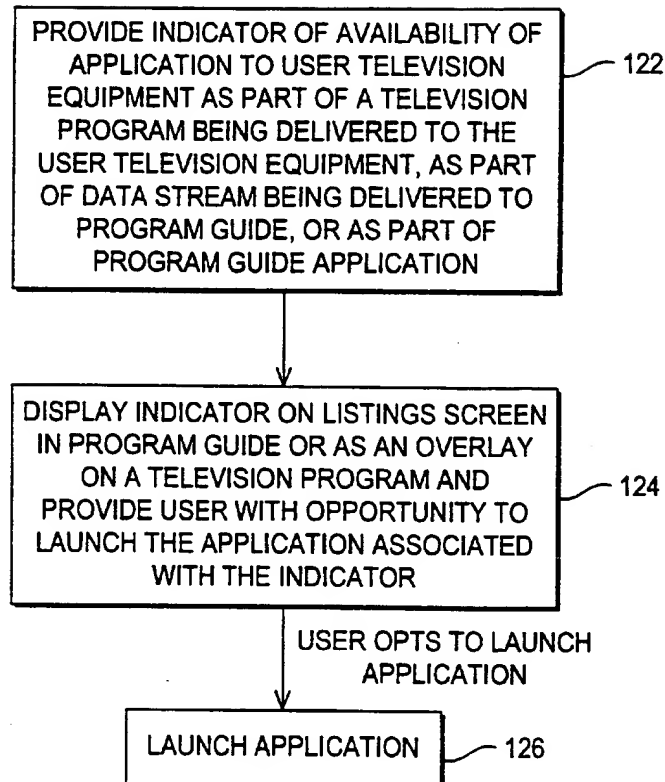 PROVIDE INDICATOR OF AVAILABILITY OF
APPLICATION TO USER TELEVISION
EQUIPMENT AS PART OF A TELEVISION
PROGRAM BEING DELIVERED TO THE
USER TELEVISION EQUIPMENT, AS PART
OF DATA STREAM BEING DELIVERED TO
PROGRAM GUIDE, OR AS PART OF
PROGRAM GUIDE APPLICATION
122
DISPLAY INDICATOR ON LISTINGS SCREEN
IN PROGRAM GUIDE OR AS AN OVERLAY
ON A TELEVISION PROGRAM AND
PROVIDE USER WITH OPPORTUNITY TO
LAUNCH THE APPLICATION ASSOCIATED
WITH THE INDICATOR
124
USER OPTS TO LAUNCH
APPLICATION
LAUNCH APPLICATION
126